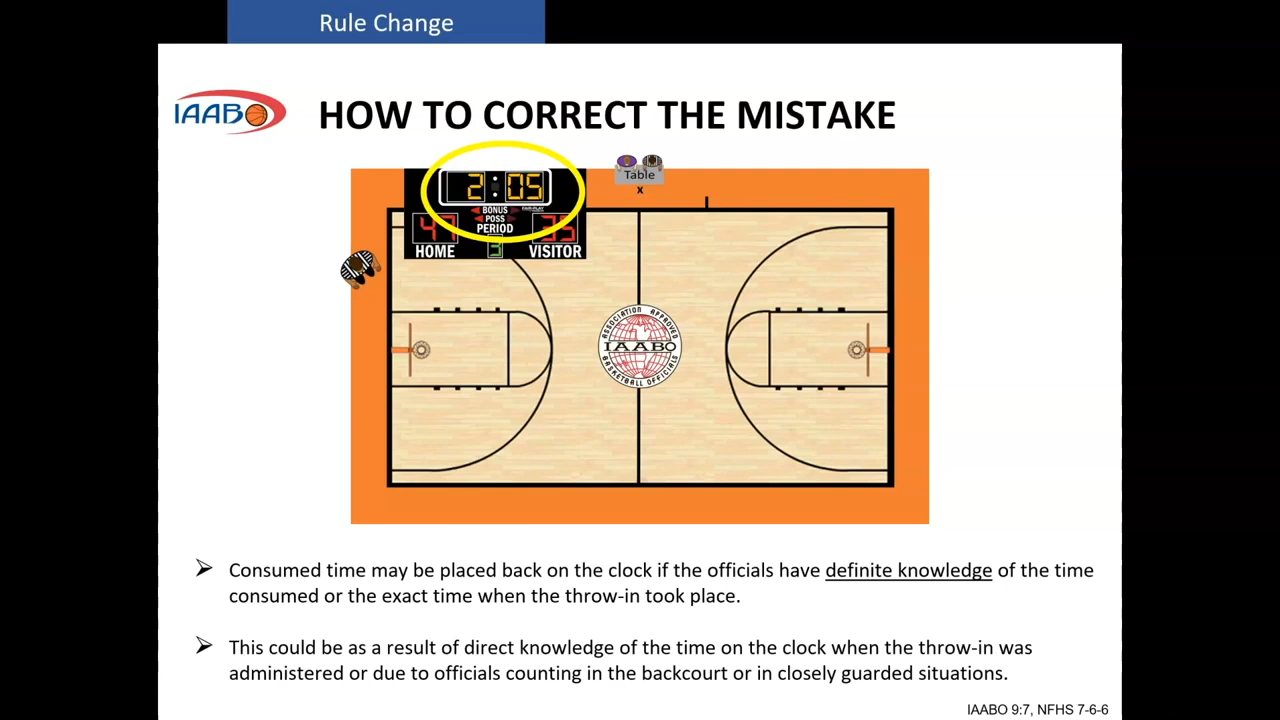 Rule Change
IAABO
HOW TO CORRECT THE MISTAKE
Table
x
2:05
BONUS
POSS
PERIOD
47
35
HOME
3
VISITOR
ASSOCIATION APPROVED
IAABO
BASKETBALL OFFICIALS
➢ Consumed time may be placed back on the clock if the officials have definite knowledge of the time
consumed or the exact time when the throw-in took place.
➢ This could be as a result of direct knowledge of the time on the clock when the throw-in was
administered or due to officials counting in the backcourt or in closely guarded situations.
IAABO 9:7, NFHS 7-6-6